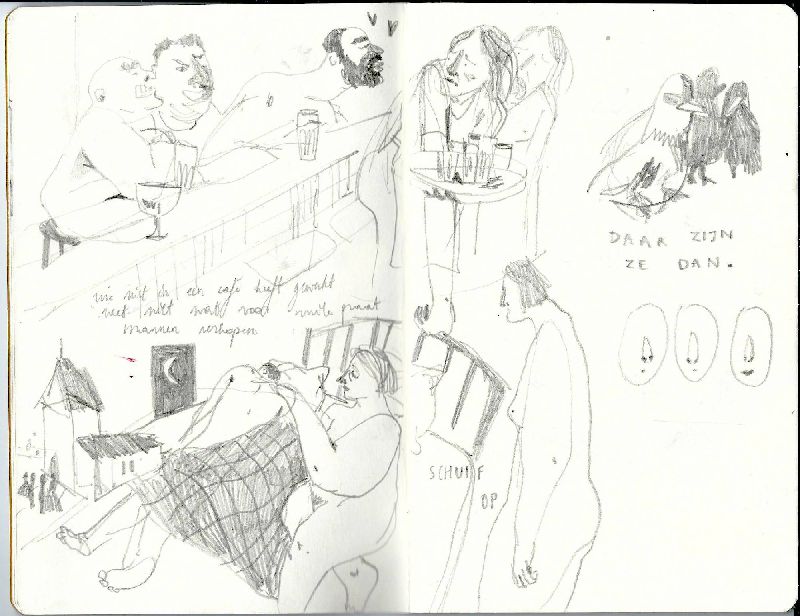 wie niet in een café heeft gewerkt
weet niet wat voor vuile praat
mannen verkopen
DAAR ZIJN
ZE DAN.
SCHUIF
OP